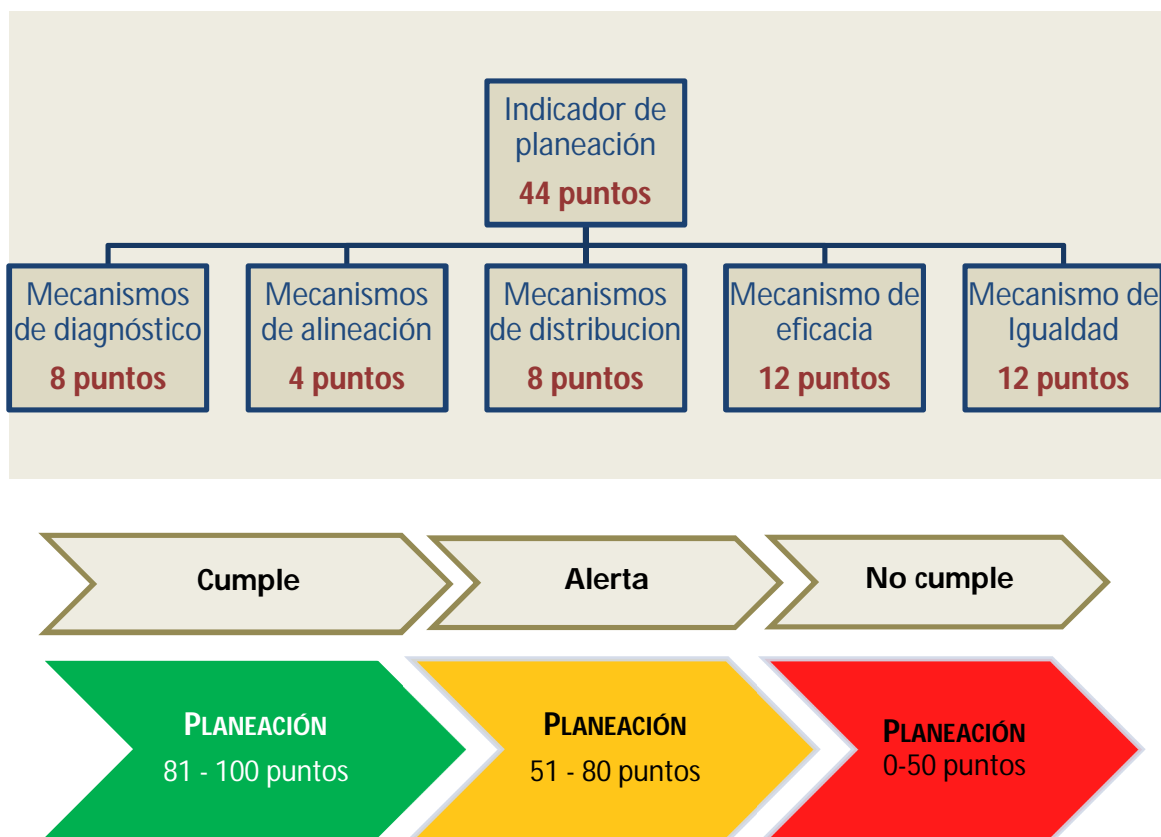 Indicador de
planeación
44 puntos
Mecanismos
de diagnóstico
8 puntos
Mecanismos
de alineación
4 puntos
Mecanismos
de distribucion
8 puntos
Mecanismo de
eficacia
12 puntos
Mecanismo de
Igualdad
12 puntos
Cumple
Alerta
No cumple
PLANEACIÓN
81 - 100 puntos
PLANEACIÓN
51 - 80 puntos
PLANEACIÓN
0-50 puntos